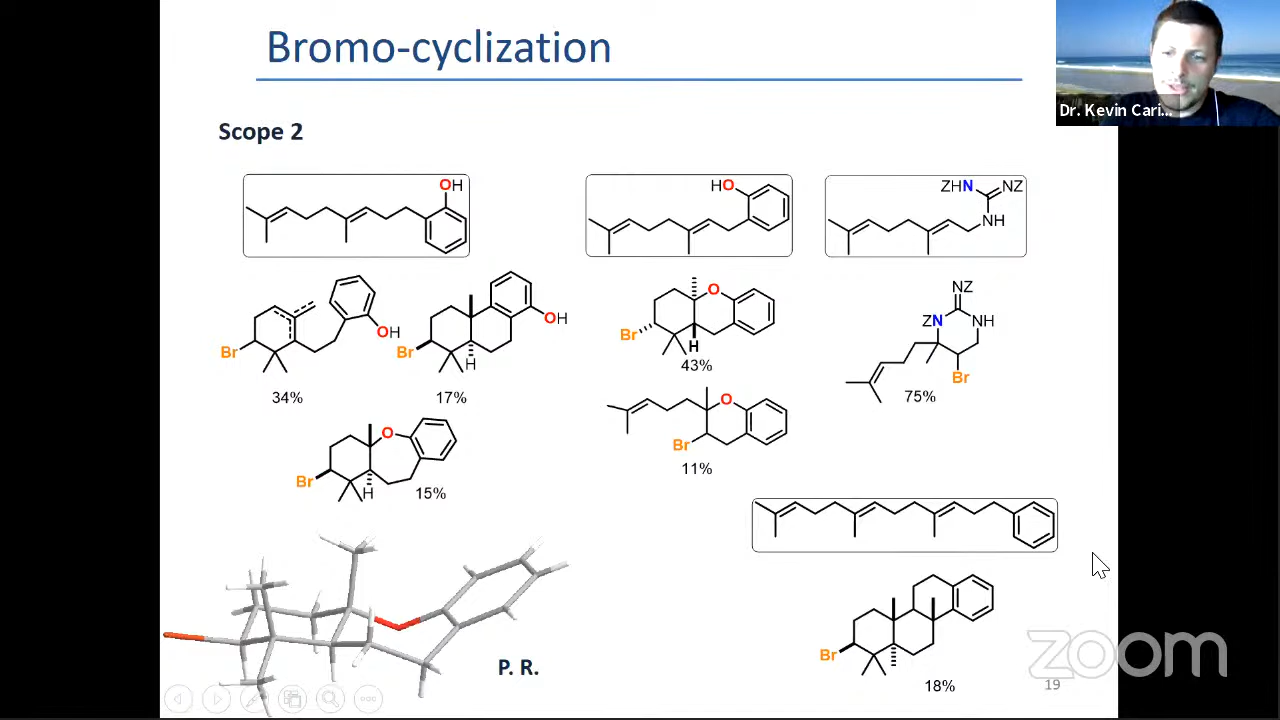 Bromo-cyclization
Dr. Kevin Cari...
Scope 2
OH
HO
ZHN
NZ
NH
Br
34%
OH
Br
H
17%
OH
Br
O
H
43%
NZ
ZN
NH
Br
75%
Br
O
H
15%
Br
O
11%
Br
18%
P. R.
zoom
19